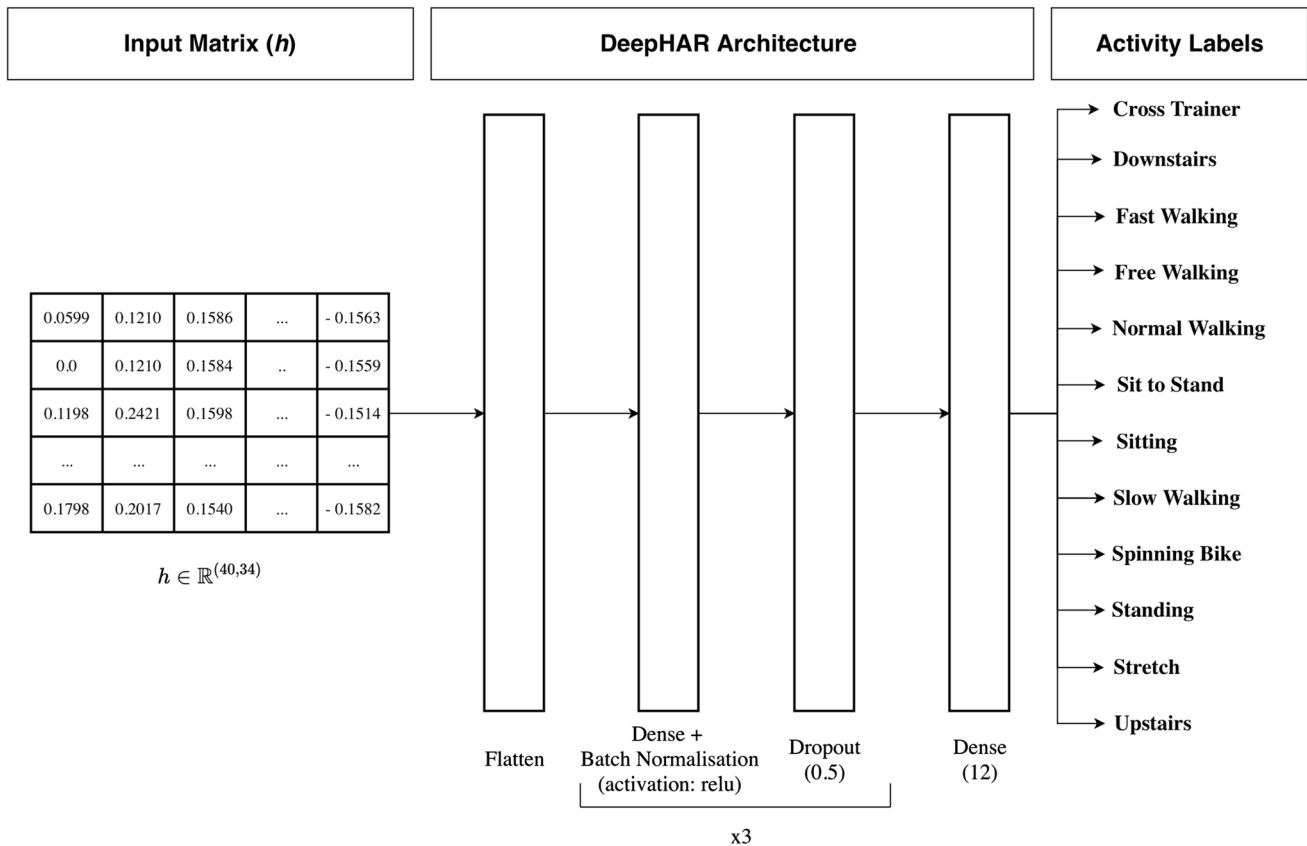 Input Matrix (h)
DeepHAR Architecture
Activity Labels
0.0599 0.1210 0.1586 ... - 0.1563
0.0 0.1210 0.1584 .. - 0.1559
0.1198 0.2421 0.1598 ... - 0.1514
... ... ... ... ...
0.1798 0.2017 0.1540 ... - 0.1582
h ∈ ℝ^(40,34)
Flatten
Dense +
Batch Normalisation
(activation: relu)
Dropout
(0.5)
x3
Dense
(12)
Cross Trainer
Downstairs
Fast Walking
Free Walking
Normal Walking
Sit to Stand
Sitting
Slow Walking
Spinning Bike
Standing
Stretch
Upstairs